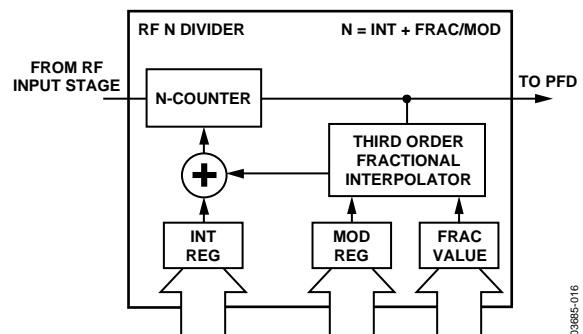 RF N DIVIDER
N = INT + FRAC/MOD
FROM RF
INPUT STAGE
TO PFD
N-COUNTER
THIRD ORDER
FRACTIONAL
INTERPOLATOR
+
INT
REG
MOD
REG
FRAC
VALUE
03685-016